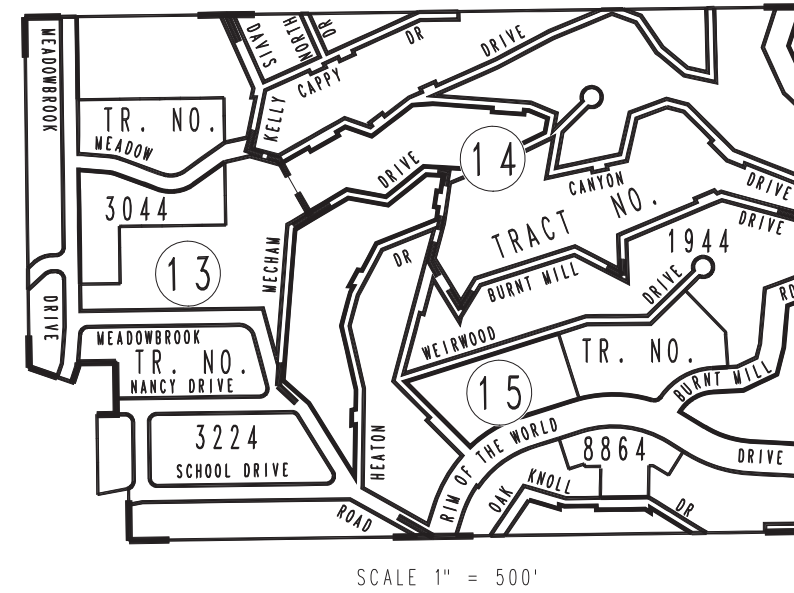 MEADOWBROOK
DRIVE
DAVIS
NORTH
DR
DR
DRIVE
KELLY
CAPPY
TR. NO.
MEADOW
3044
13
MECHAM
14
DRIVE
CANYON
DRIVE
DRIVE
TRACT NO.
1944
DR
BURNT MILL
DRIVE
WEIRWOOD
RD
MEADOWBROOK
TR. NO.
NANCY DRIVE
TR. NO.
15
BURNT MILL
3224
SCHOOL DRIVE
HEATON
RIM OF THE WORLD
8864
DRIVE
OAK KNOLL
DR
ROAD
SCALE 1" = 500'